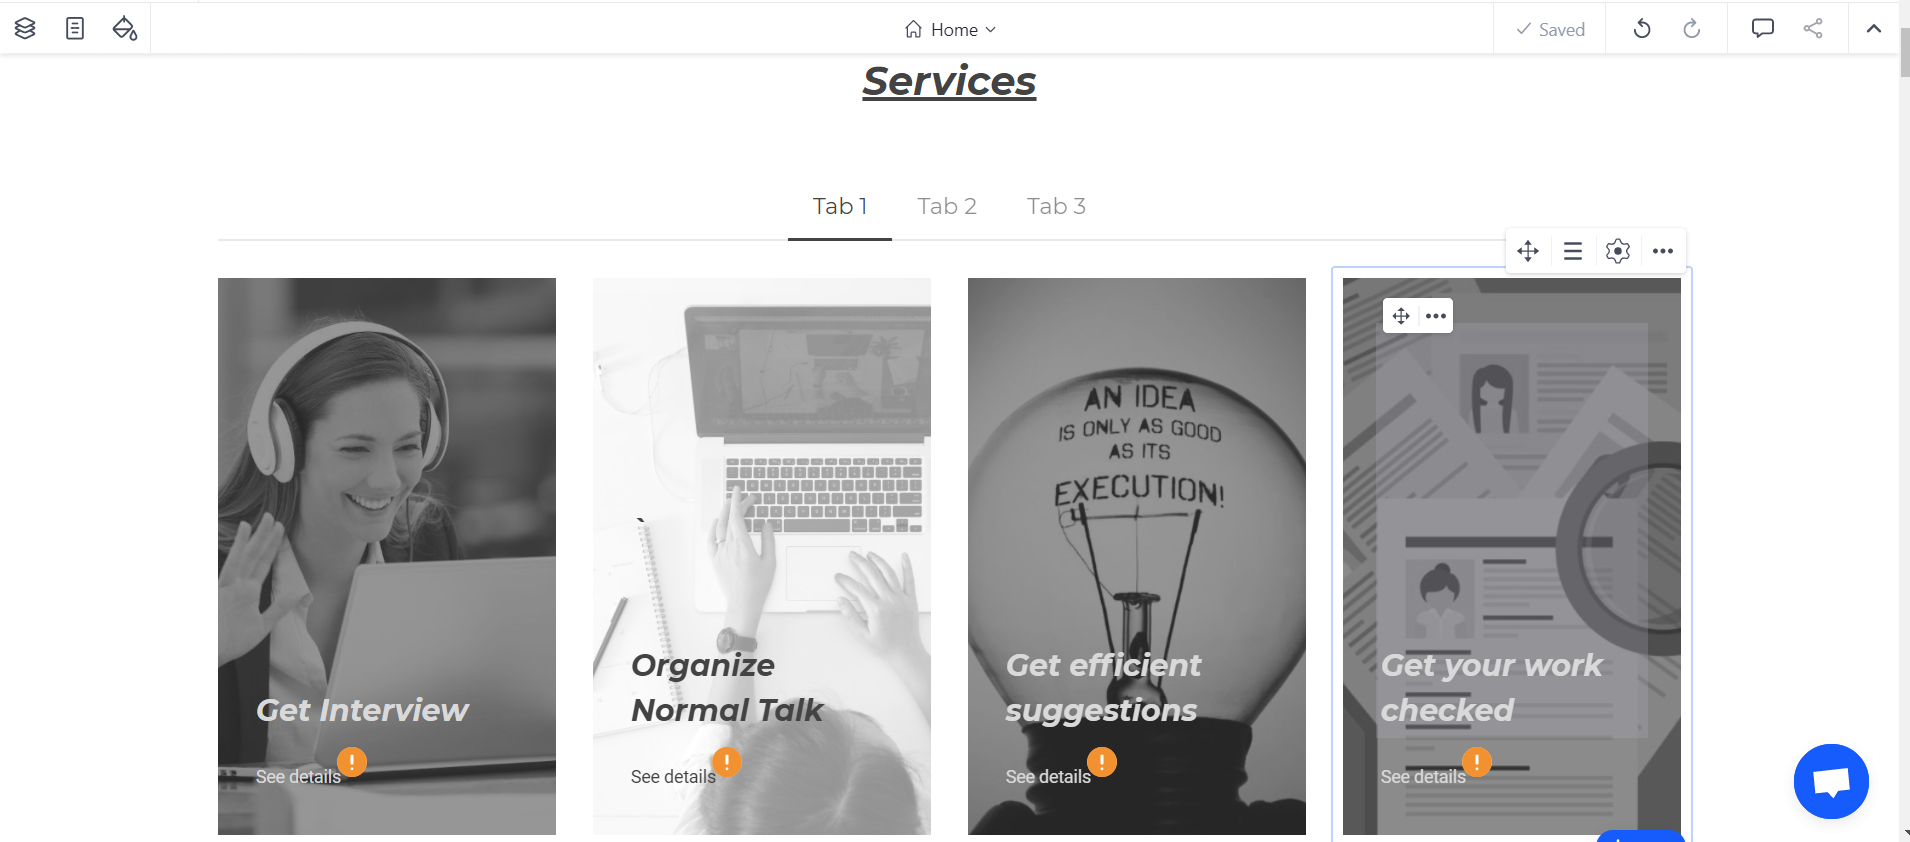 Home
Saved
Services
Tab 1
Tab 2
Tab 3
AN IDEA
IS ONLY AS GOOD
AS ITS
EXECUTION!
Get Interview
See details
!
Organize
Normal Talk
See details
!
Get efficient
suggestions
See details
!
Get your work
checked
See details
!